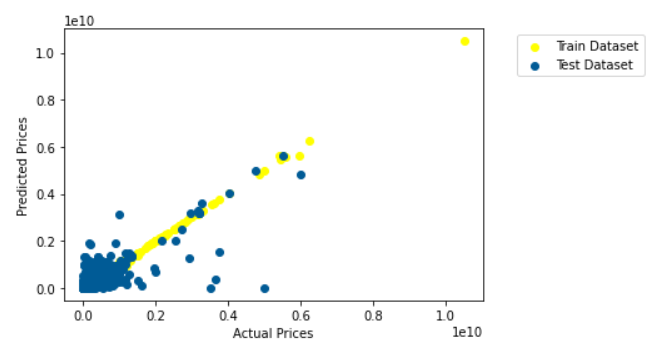 1e10
Train Dataset
Test Dataset
1.0
0.8
0.6
0.4
0.2
0.0
Predicted Prices
0.0 0.2 0.4 0.6 0.8 1.0
1e10
Actual Prices